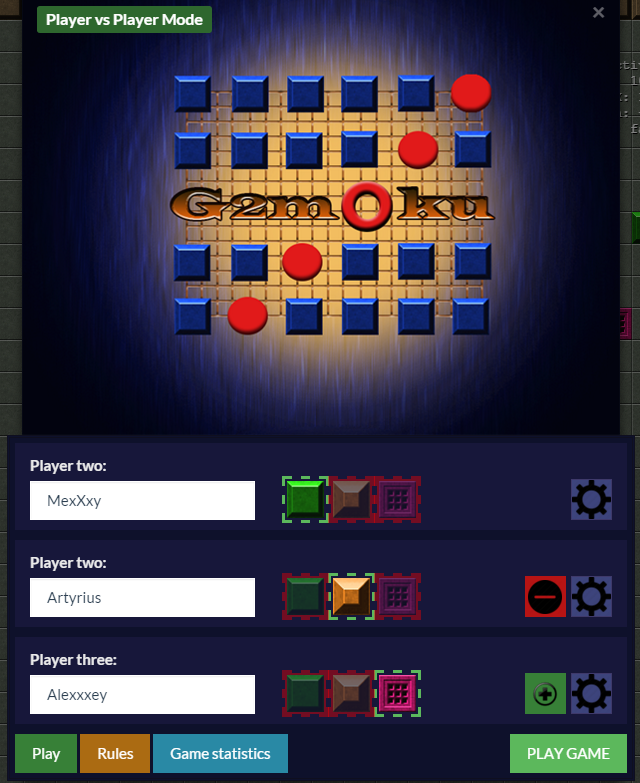 Player vs Player Mode
G2mOku
Player two:
MexXxy
Player two:
Artyrius
Player three:
Alexxxey
Play
Rules
Game statistics
PLAY GAME